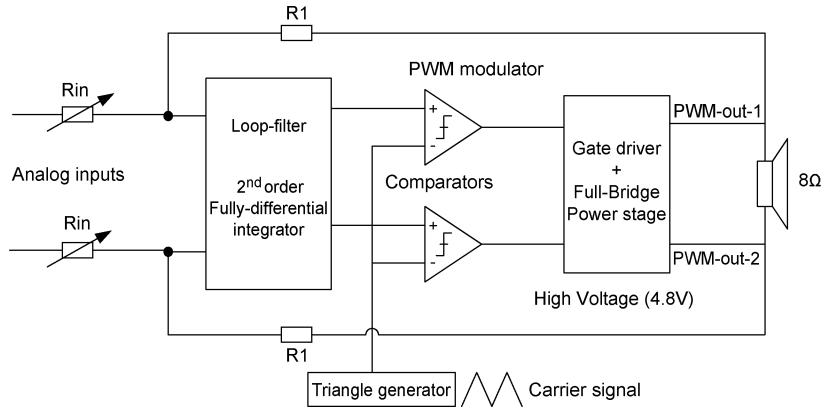 R1
Rin
PWM modulator
PWM-out-1
+
-
Loop-filter
2nd order
Fully-differential
integrator
Analog inputs
Comparators
Gate driver
+
Full-Bridge
Power stage
8Ω
Rin
+
-
PWM-out-2
High Voltage (4.8V)
R1
Triangle generator
Carrier signal